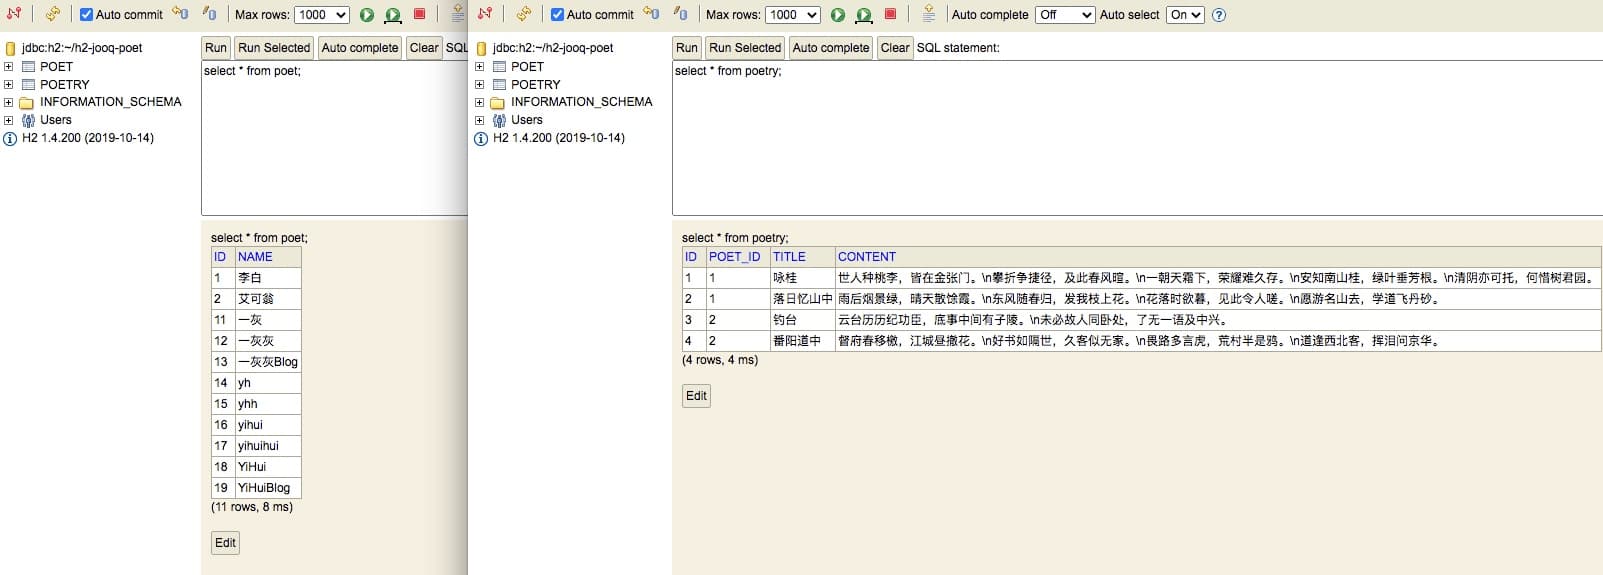 Auto commit Max rows: 1000
jdbc:h2:~/h2-jooq-poet
POET
POETRY
INFORMATION_SCHEMA
Users
H2 1.4.200 (2019-10-14)
Run Run Selected Auto complete Clear SQL
select * from poet;
select * from poet;
ID NAME
1 李白
2 艾可翁
11 一灰
12 一灰灰
13 一灰灰Blog
14 yh
15 yhh
16 yihui
17 yihuihui
18 YiHui
19 YiHuiBlog
(11 rows, 8 ms)
Edit
Auto commit Max rows: 1000 Auto complete Off Auto select On
jdbc:h2:~/h2-jooq-poet
POET
POETRY
INFORMATION_SCHEMA
Users
H2 1.4.200 (2019-10-14)
Run Run Selected Auto complete Clear SQL statement:
select * from poetry;
select * from poetry;
ID POET_ID TITLE CONTENT
1 1 咏桂 世人种桃李，皆在金张门。\n攀折争捷径，及此春风暄。\n一朝天霜下，荣耀难久存。\n安知南山桂，绿叶垂芳根。\n清阴亦可托，何惜树君园。
2 1 落日忆山中 雨后烟景绿，晴天散馀霞。\n东风随春归，发我枝上花。\n花落时欲暮，见此令人嗟。\n愿游名山去，学道飞丹砂。
3 2 钓台 云台历历纪功臣，底事中间有子陵。\n未必故人同卧处，了无一语及中兴。
4 2 番阳道中 督府春移檄，江城昼撤花。\n好书如隔世，久客似无家。\n畏路多言虎，荒村半是鸦。\n道逢西北客，挥泪问京华。
(4 rows, 4 ms)
Edit